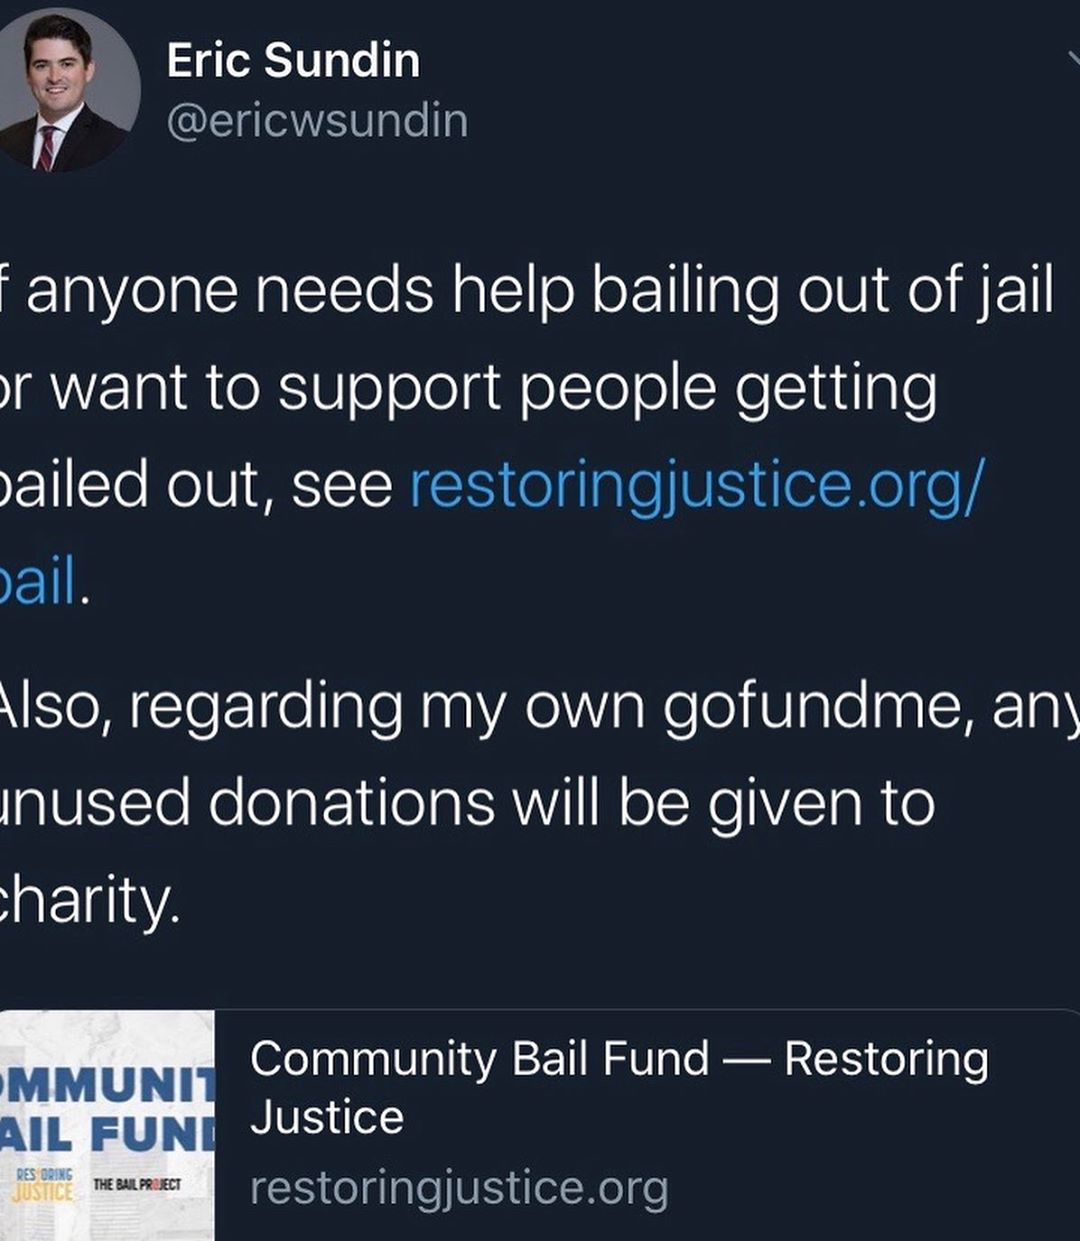 Eric Sundin
@ericwsundin
f anyone needs help bailing out of jail
or want to support people getting
bailed out, see restoringjustice.org/
bail.
Also, regarding my own gofundme, any
unused donations will be given to
charity.
OMMUNIT
AIL FUND
RESTORING
JUSTICE
THE BAIL PROJECT
Community Bail Fund — Restoring
Justice
restoringjustice.org